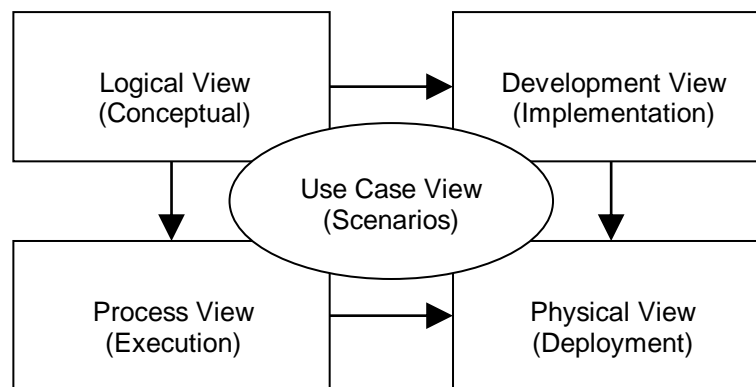 Logical View
(Conceptual)
Development View
(Implementation)
Use Case View
(Scenarios)
Process View
(Execution)
Physical View
(Deployment)